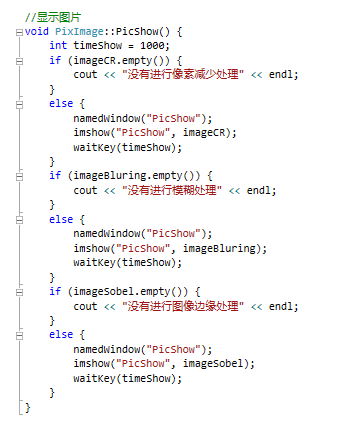 //显示图片
void PixImage::PicShow() {
int timeShow = 1000;
if (imageCR.empty()) {
cout << "没有进行像素减少处理" << endl;
}
else {
namedWindow("PicShow");
imshow("PicShow", imageCR);
waitKey(timeShow);
}
if (imageBluring.empty()) {
cout << "没有进行模糊处理" << endl;
}
else {
namedWindow("PicShow");
imshow("PicShow", imageBluring);
waitKey(timeShow);
}
if (imageSobel.empty()) {
cout << "没有进行图像边缘处理" << endl;
}
else {
namedWindow("PicShow");
imshow("PicShow", imageSobel);
waitKey(timeShow);
}
}